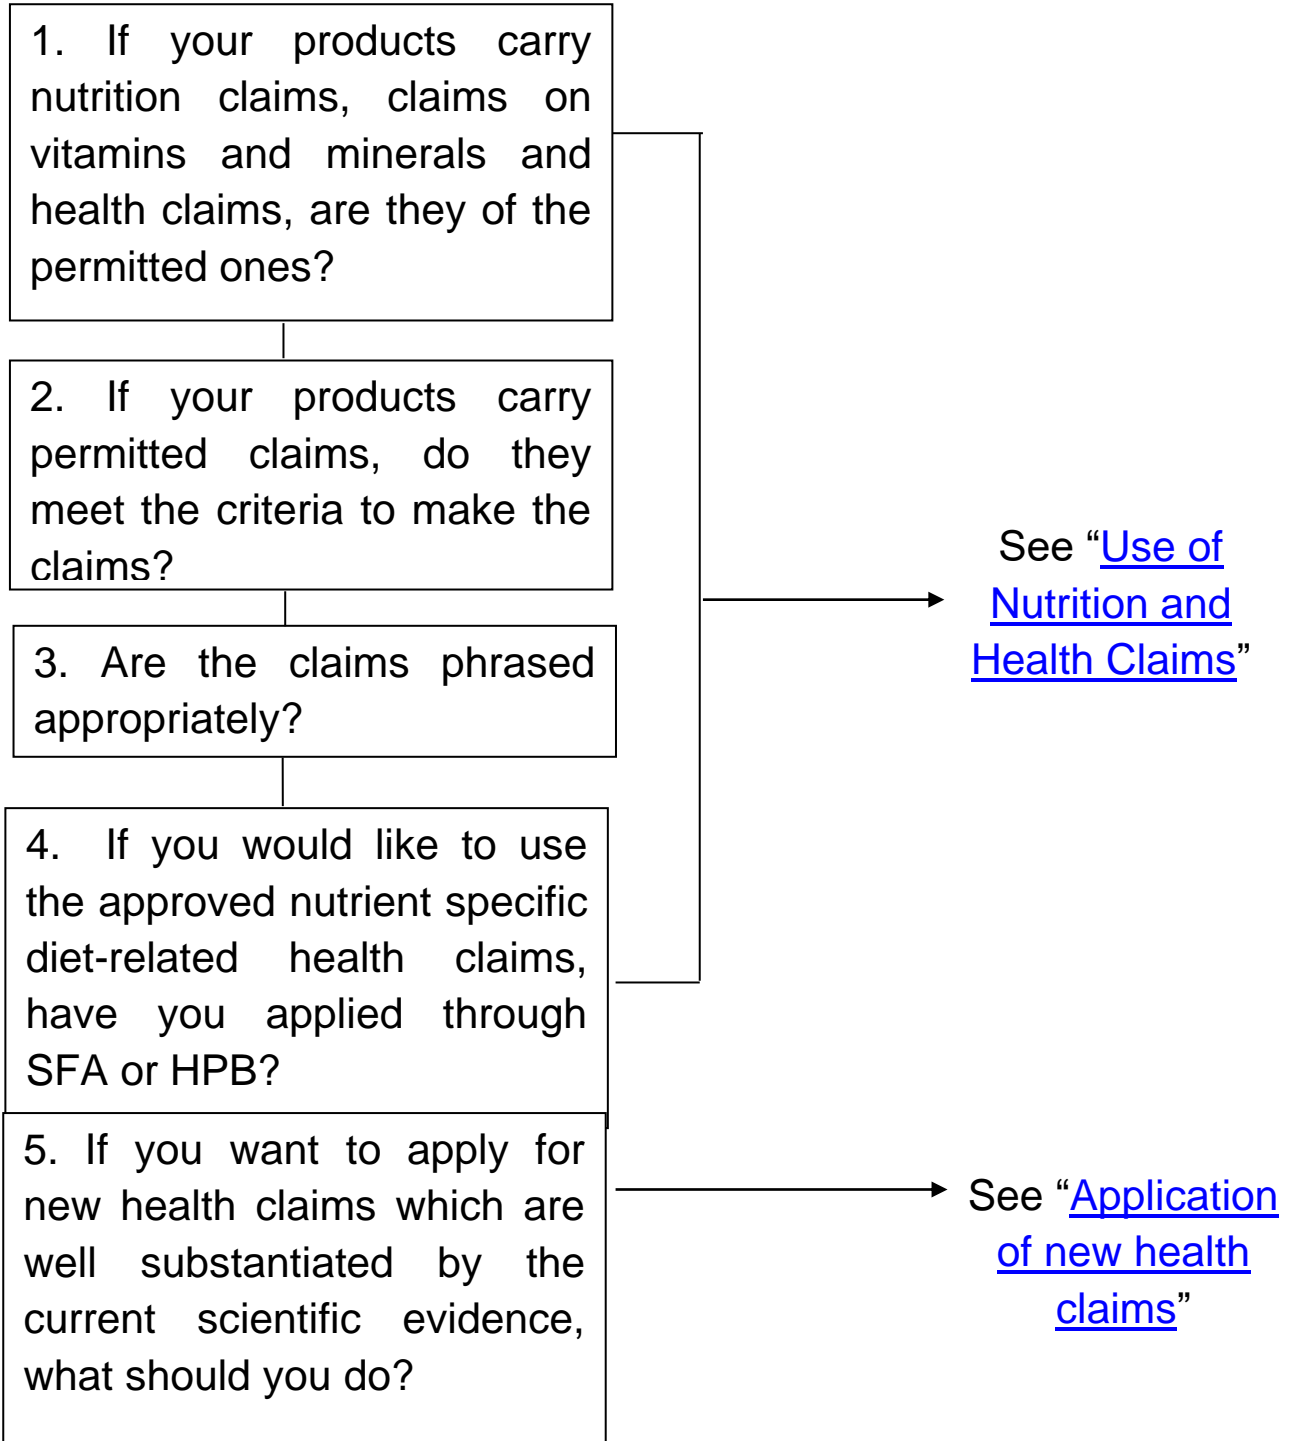 1. If your products carry
nutrition claims, claims on
vitamins and minerals and
health claims, are they of the
permitted ones?
2. If your products carry
permitted claims, do they
meet the criteria to make the
claims?
3. Are the claims phrased
appropriately?
4. If you would like to use
the approved nutrient specific
diet-related health claims,
have you applied through
SFA or HPB?
5. If you want to apply for
new health claims which are
well substantiated by the
current scientific evidence,
what should you do?
See “Use of
Nutrition and
Health Claims”
See “Application
of new health
claims”